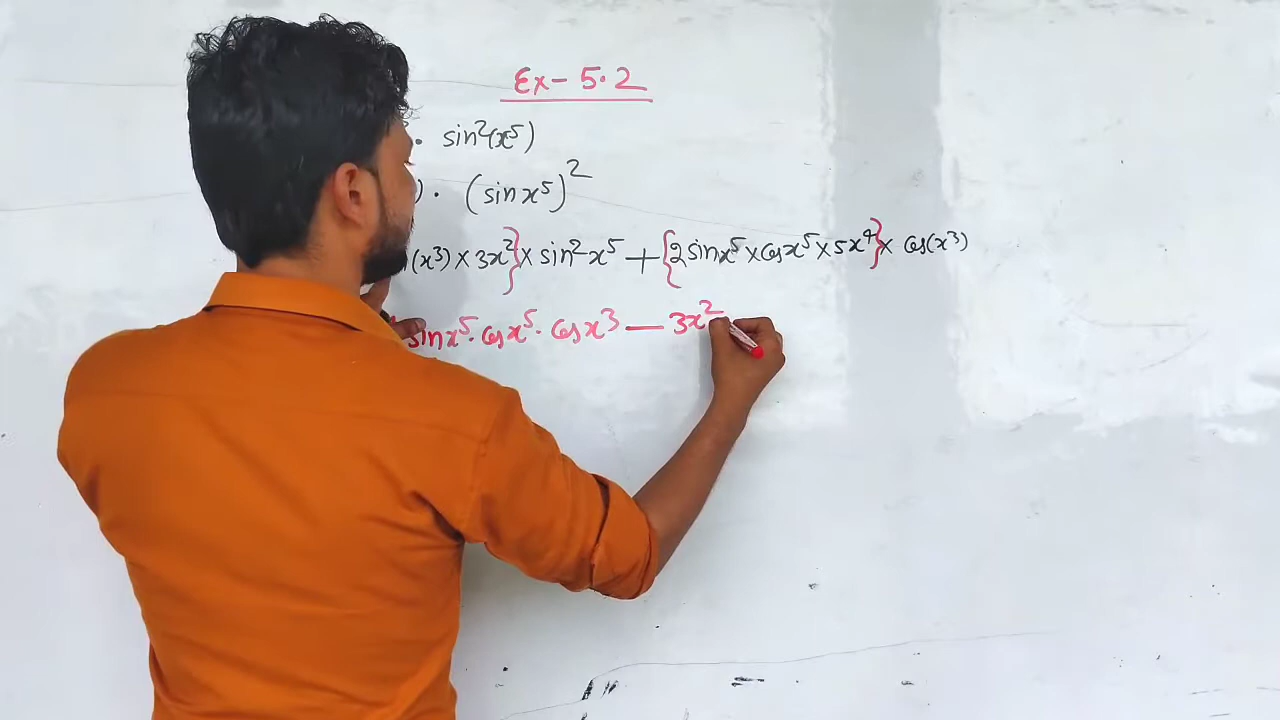 Ex - 5.2
. sin²(x⁵)
) . (sin x⁵)²
(x³) × 3x²} × sin² x⁵ + {2 sin x⁵ × cos x⁵ × 5x⁴} × cos(x³)
sin x⁵ . cos x⁵ . cos x³ — 3x²